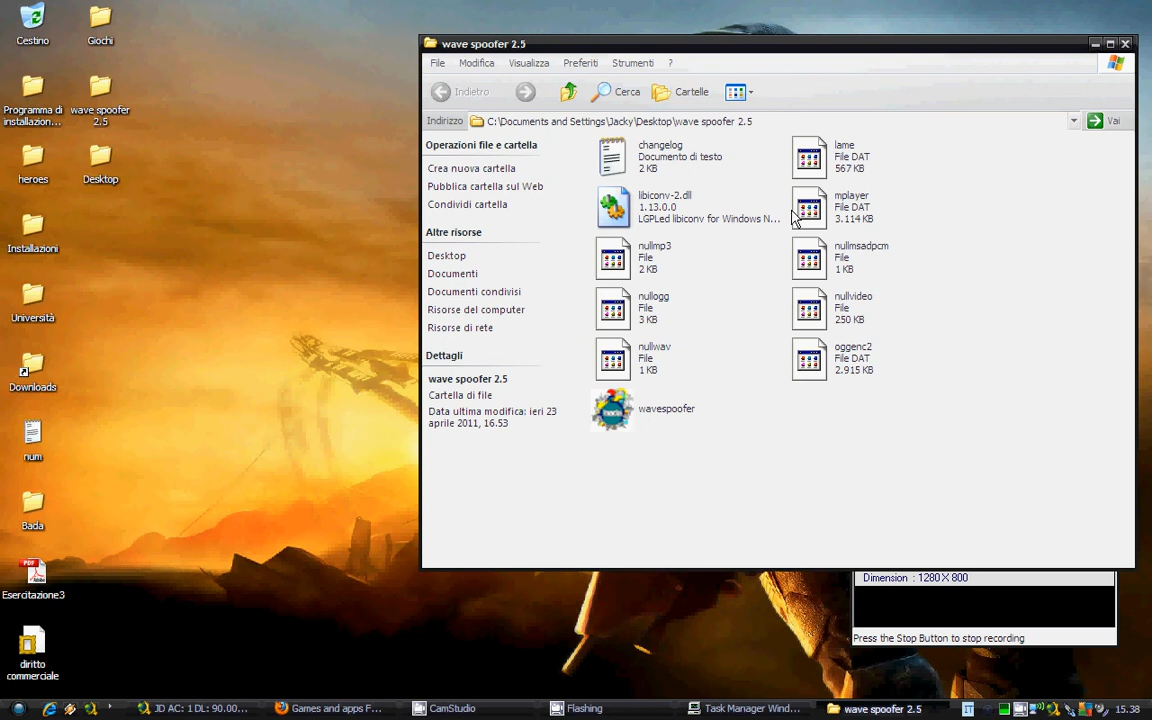 Cestino
Giochi
Programma di
installazion...
wave spoofer
2.5
heroes
Desktop
Installazioni
Università
Downloads
num
Bada
PDF
Adobe
Esercitazione3
diritto
commerciale
wave spoofer 2.5
File Modifica Visualizza Preferiti Strumenti ?
Indietro Cerca Cartelle
Indirizzo C:\Documents and Settings\Jacky\Desktop\wave spoofer 2.5 Vai
Operazioni file e cartella
Crea nuova cartella
Pubblica cartella sul Web
Condividi cartella
Altre risorse
Desktop
Documenti
Documenti condivisi
Risorse del computer
Risorse di rete
Dettagli
wave spoofer 2.5
Cartella di file
Data ultima modifica: ieri 23
aprile 2011, 16.53
changelog
Documento di testo
2 KB
lame
File DAT
567 KB
libiconv-2.dll
1.13.0.0
LGPLed libiconv for Windows N...
mplayer
File DAT
3.114 KB
nullmp3
File
2 KB
nullmsadpcm
File
1 KB
nullogg
File
3 KB
nullvideo
File
250 KB
nullwav
File
1 KB
oggenc2
File DAT
2.915 KB
wavespoofer
Dimension : 1280X800
Press the Stop Button to stop recording
JD AC: 1 DL: 90.00...
Games and apps F...
CamStudio
Flashing
Task Manager Wind...
wave spoofer 2.5
IT
15.38